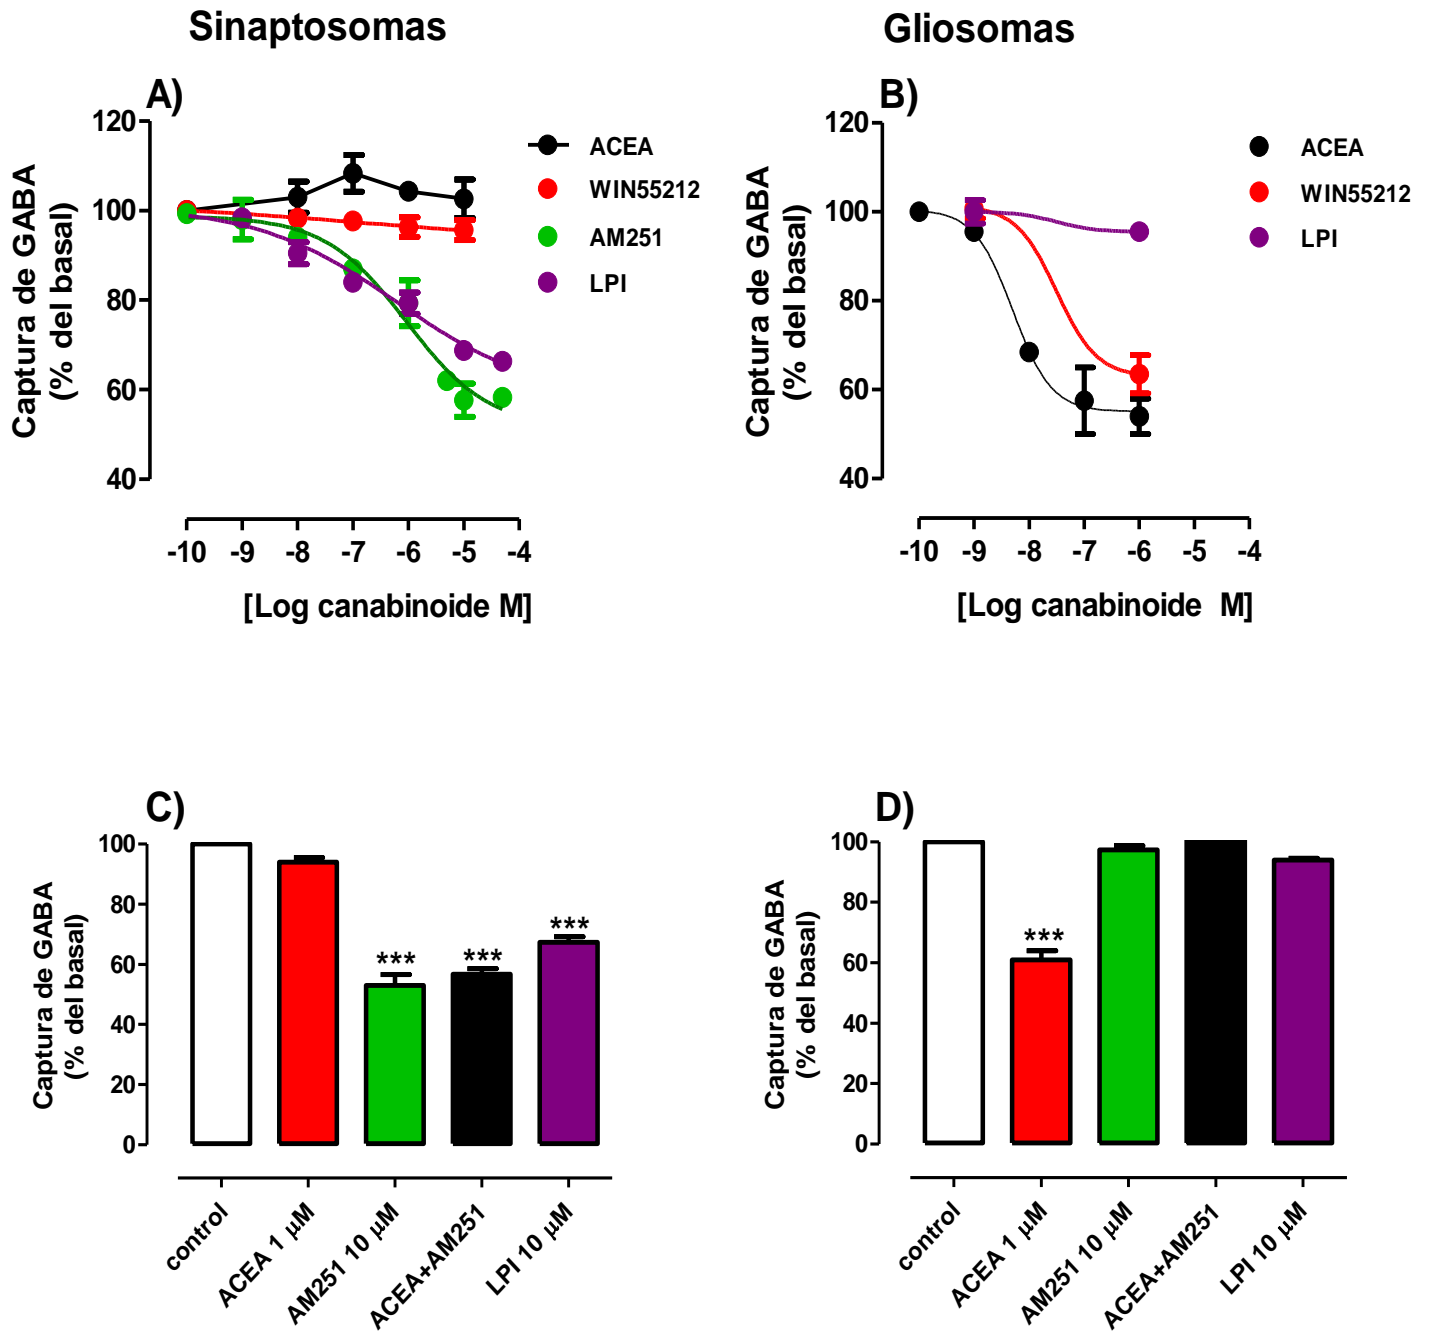 Sinaptosomas
Gliosomas
A)
120
100
80
60
40
Captura de GABA
(% del basal)
ACEA
WIN55212
AM251
LPI
-10 -9 -8 -7 -6 -5 -4
[Log canabinoide M]
B)
120
100
80
60
40
Captura de GABA
(% del basal)
ACEA
WIN55212
LPI
-10 -9 -8 -7 -6 -5 -4
[Log canabinoide M]
C)
100
80
60
40
20
0
Captura de GABA
(% del basal)
***
***
***
control
ACEA 1 µM
AM251 10 µM
ACEA+AM251
LPI 10 µM
D)
100
80
60
40
20
0
Captura de GABA
(% del basal)
***
control
ACEA 1 µM
AM251 10 µM
ACEA+AM251
LPI 10 µM